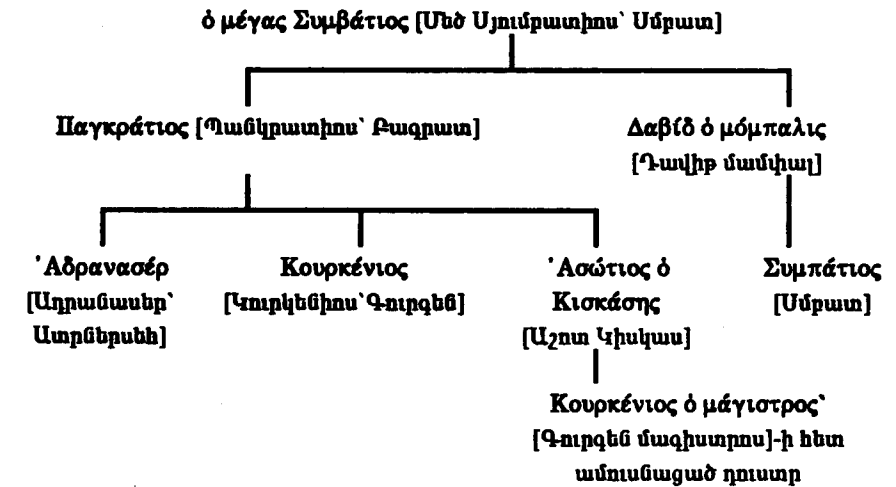 ὁ μέγας Συμβάτιος [Մեծ Սյումբատիոս՝ Սմբատ]
Παγκράτιος [Պանկրատիոս՝ Բագրատ]
Δαβίδ ὁ μόμπαλις
[Դավիթ մամփալ]
Ἀδρανασέρ
[Ադրանասեր՝
Ատրներսեհ]
Κουρκένιος
[Կուրկենիոս՝Գուրգեն]
Ἀσώτιος ὁ
Κισκάσης
[Աշոտ Կիսկաս]
Συμπάτιος
[Սմբատ]
Κουρκένιος ὁ μάγιστρος՝
[Գուրգեն մագիստրոս]-ի հետ
ամուսնացած դուստր